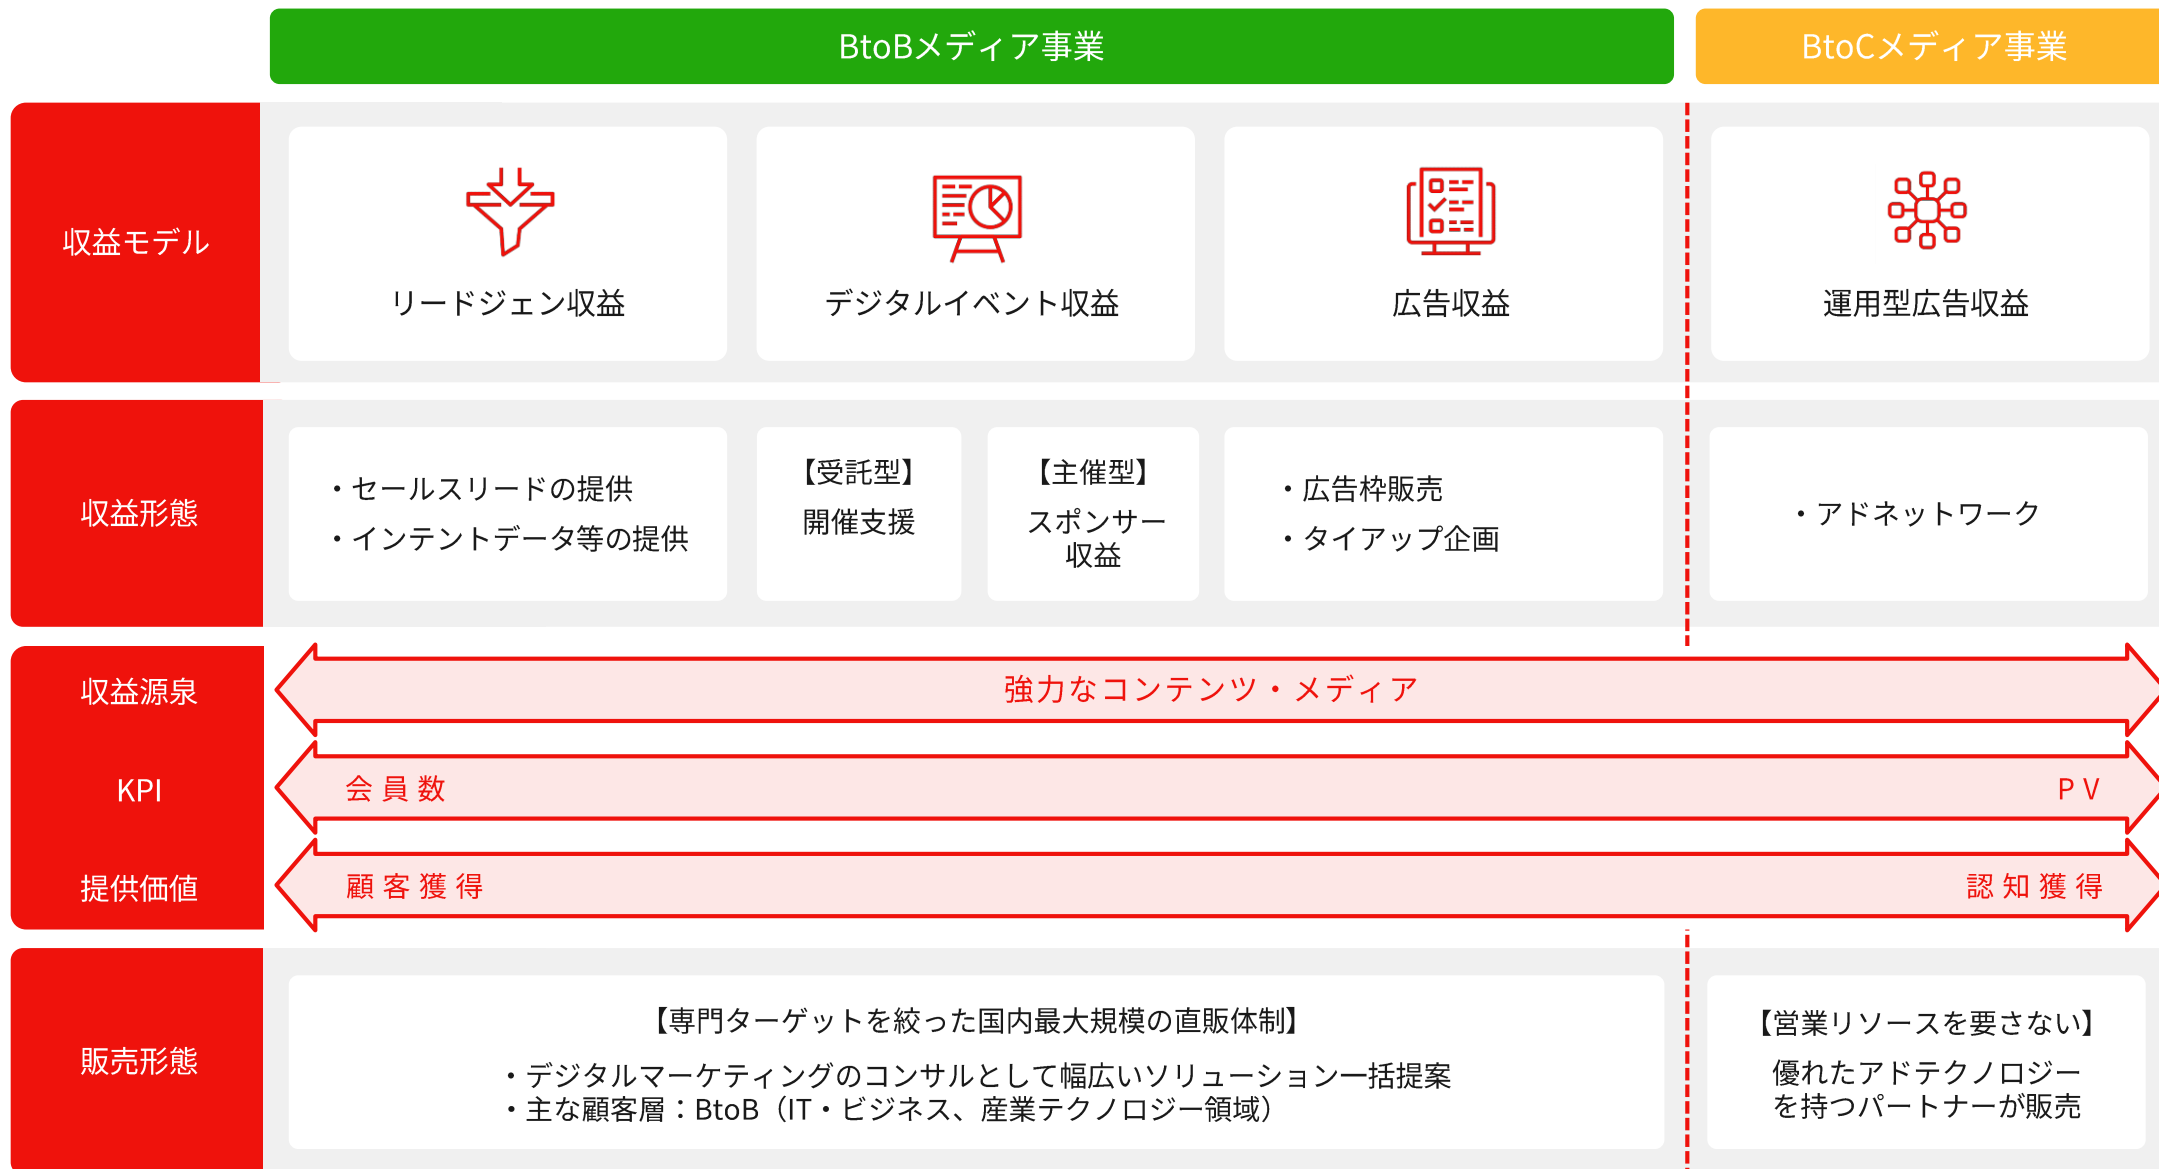 BtoBメディア事業
BtoCメディア事業
収益モデル
リードジェン収益
デジタルイベント収益
広告収益
運用型広告収益
収益形態
・セールスリードの提供
・インテントデータ等の提供
【受託型】
開催支援
【主催型】
スポンサー
収益
・広告枠販売
・タイアップ企画
・アドネットワーク
収益源泉
強力なコンテンツ・メディア
KPI
会員数
PV
提供価値
顧客獲得
認知獲得
販売形態
【専門ターゲットを絞った国内最大規模の直販体制】
・デジタルマーケティングのコンサルとして幅広いソリューション一括提案
・主な顧客層：BtoB（IT・ビジネス、産業テクノロジー領域）
【営業リソースを要さない】
優れたアドテクノロジー
を持つパートナーが販売